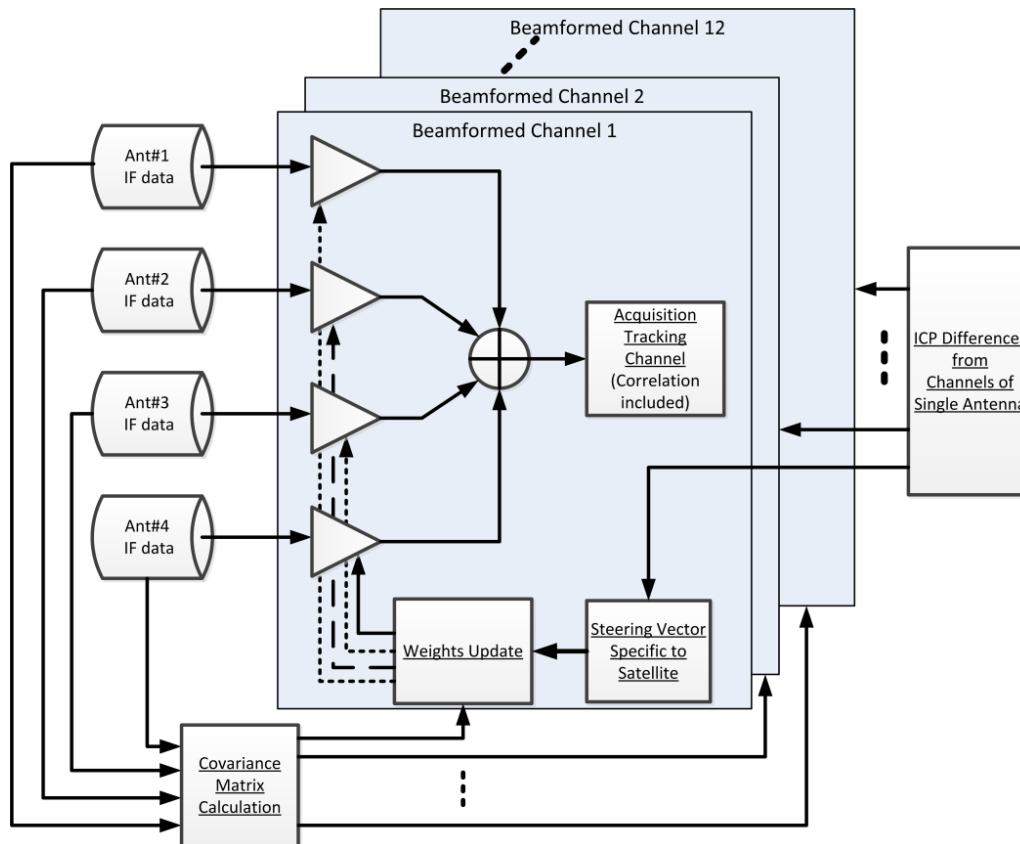 Beamformed Channel 12
Beamformed Channel 2
Beamformed Channel 1
Ant#1
IF data
Ant#2
IF data
Ant#3
IF data
Ant#4
IF data
Acquisition
Tracking
Channel
(Correlation
included)
ICP Difference
from
Channels of
Single Antenna
Weights Update
Steering Vector
Specific to
Satellite
Covariance
Matrix
Calculation